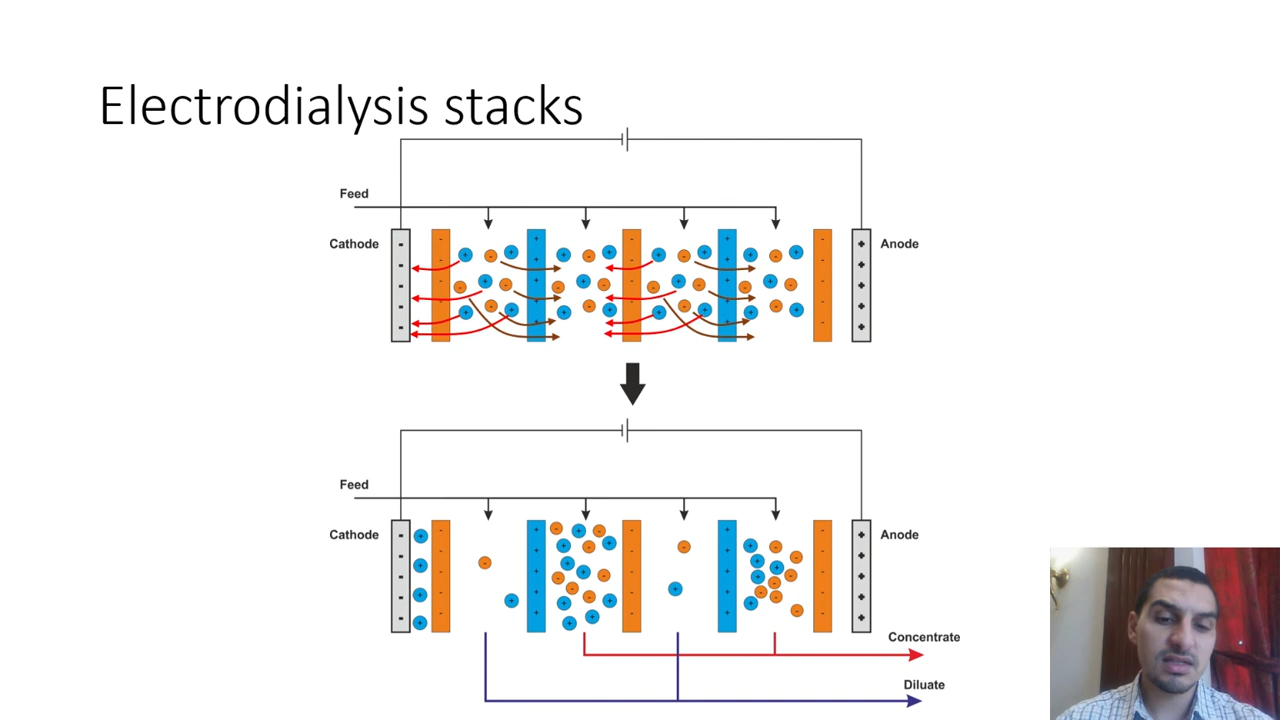 Electrodialysis stacks
Feed
Cathode
Anode
Feed
Cathode
Anode
Concentrate
Diluate